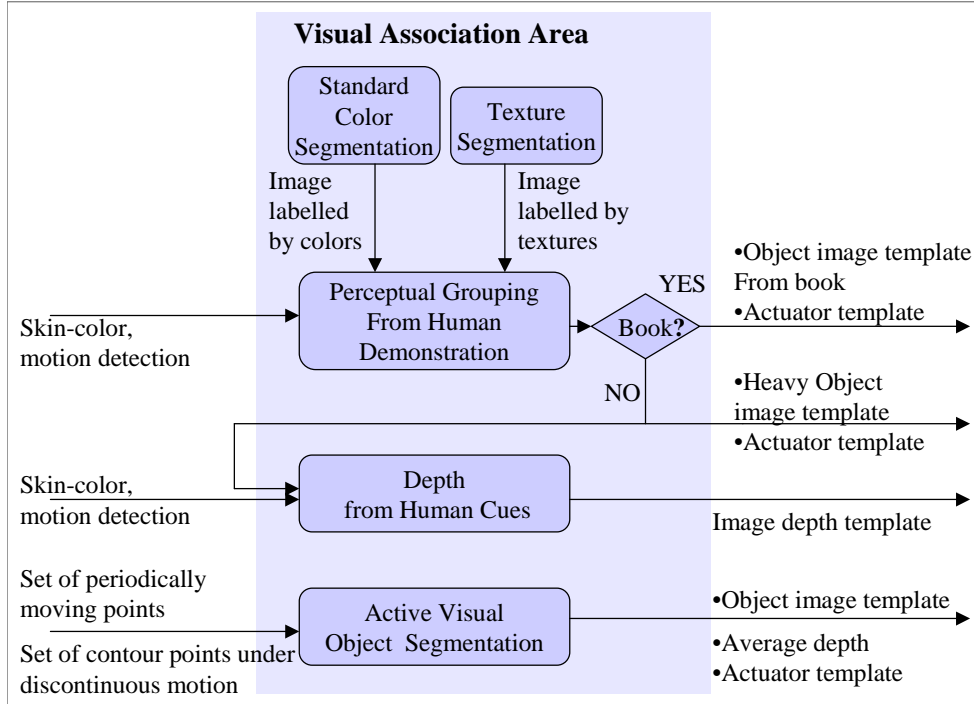 Visual Association Area
Standard
Color
Segmentation
Texture
Segmentation
Image
labelled
by colors
Image
labelled by
textures
•Object image template
From book
•Actuator template
YES
Perceptual Grouping
From Human
Demonstration
Book?
Skin-color,
motion detection
NO
•Heavy Object
image template
•Actuator template
Depth
from Human Cues
Skin-color,
motion detection
Image depth template
Set of periodically
moving points
Active Visual
Object Segmentation
•Object image template
Set of contour points under
discontinuous motion
•Average depth
•Actuator template